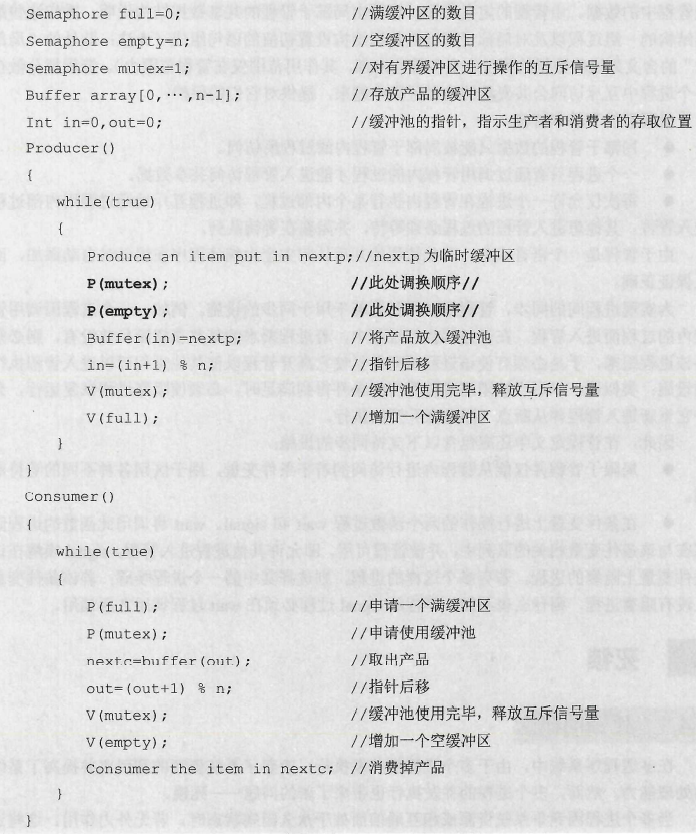 Semaphore full=0; //满缓冲区的数目
Semaphore empty=n; //空缓冲区的数目
Semaphore mutex=1; //对有界缓冲区进行操作的互斥信号量
Buffer array[0,…,n-1]; //存放产品的缓冲区
Int in=0,out=0; //缓冲池的指针，指示生产者和消费者的存取位置
Producer()
{
while(true)
{
Produce an item put in nextp;//nextp 为临时缓冲区
P(mutex); //此处调换顺序//
P(empty); //此处调换顺序//
Buffer(in)=nextp; //将产品放入缓冲池
in=(in+1) % n; //指针后移
V(mutex); //缓冲池使用完毕，释放互斥信号量
V(full); //增加一个满缓冲区
}
}
Consumer()
{
while(true)
{
P(full); //申请一个满缓冲区
P(mutex); //申请使用缓冲池
nextc=buffer(out); //取出产品
out=(out+1) % n; //指针后移
V(mutex); //缓冲池使用完毕，释放互斥信号量
V(empty); //增加一个空缓冲区
Consumer the item in nextc; //消费掉产品
}
}